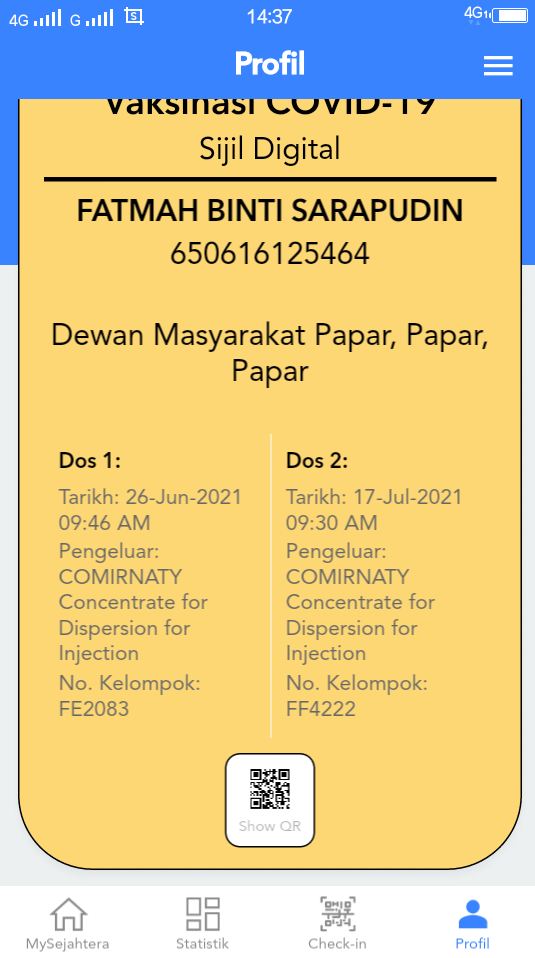 4G G S 14:37 4G
Profil
Vaksinasi COVID-19
Sijil Digital
FATMAH BINTI SARAPUDIN
650616125464
Dewan Masyarakat Papar, Papar,
Papar
Dos 1:
Tarikh: 26-Jun-2021
09:46 AM
Pengeluar:
COMIRNATY
Concentrate for
Dispersion for
Injection
No. Kelompok:
FE2083
Dos 2:
Tarikh: 17-Jul-2021
09:30 AM
Pengeluar:
COMIRNATY
Concentrate for
Dispersion for
Injection
No. Kelompok:
FF4222
Show QR
MySejahtera Statistik Check-in Profil